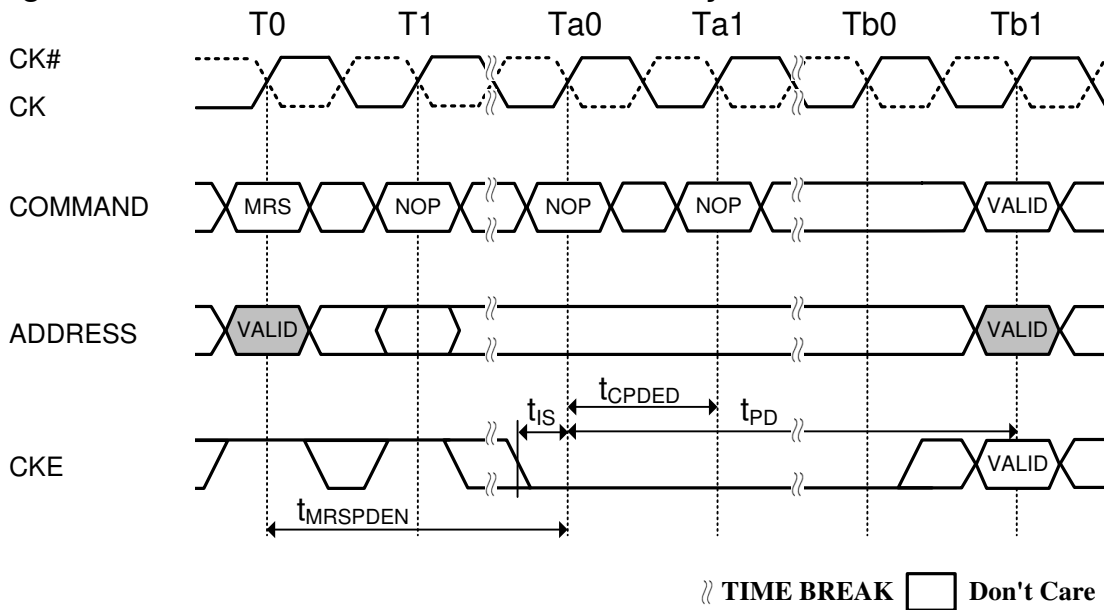 T0 T1 Ta0 Ta1 Tb0 Tb1
CK#
CK
COMMAND MRS NOP NOP NOP VALID
ADDRESS VALID VALID
tCPDED
tIS tPD
CKE VALID
tMRSPDEN
TIME BREAK Don't Care